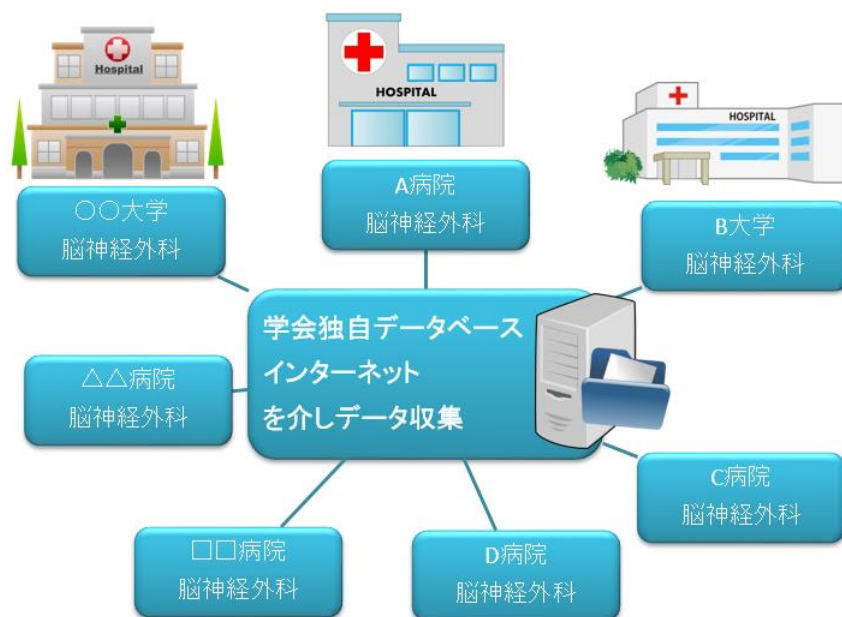 Hospital
HOSPITAL
HOSPITAL
〇〇大学
脳神経外科
A病院
脳神経外科
B大学
脳神経外科
学会独自データベース
インターネット
を介しデータ収集
△△病院
脳神経外科
C病院
脳神経外科
□□病院
脳神経外科
D病院
脳神経外科